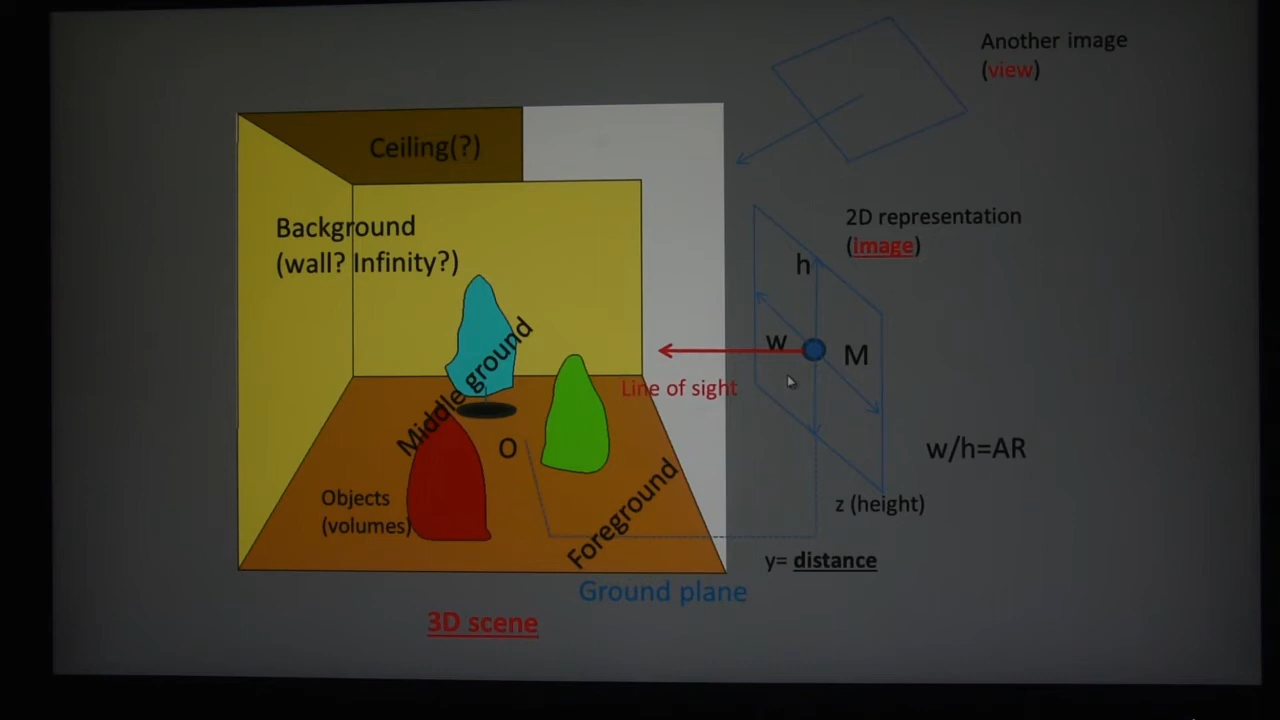 Another image
(view)
Ceiling(?)
Background
(wall? Infinity?)
2D representation
(image)
h
w
M
Line of sight
Middle ground
O
w/h=AR
Foreground
Objects
(volumes)
z (height)
y= distance
Ground plane
3D scene